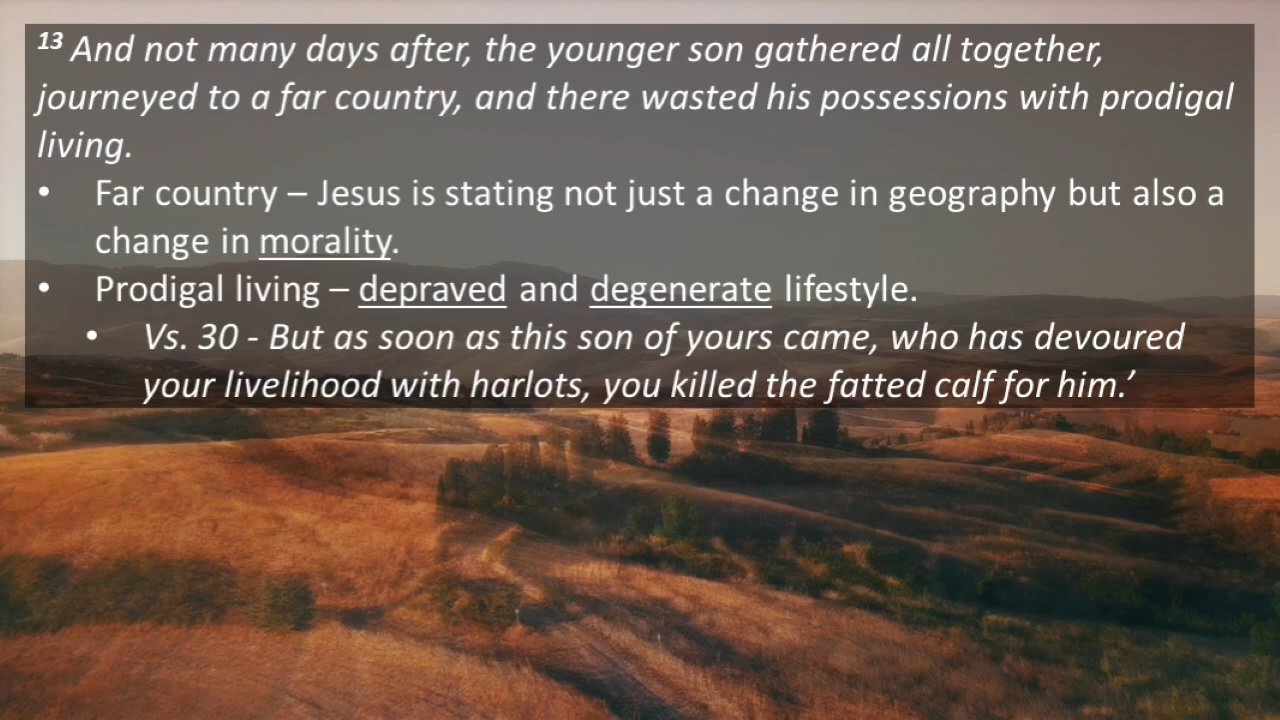 13 And not many days after, the younger son gathered all together,
journeyed to a far country, and there wasted his possessions with prodigal
living.
• Far country – Jesus is stating not just a change in geography but also a
change in morality.
• Prodigal living – depraved and degenerate lifestyle.
• Vs. 30 - But as soon as this son of yours came, who has devoured
your livelihood with harlots, you killed the fatted calf for him.’